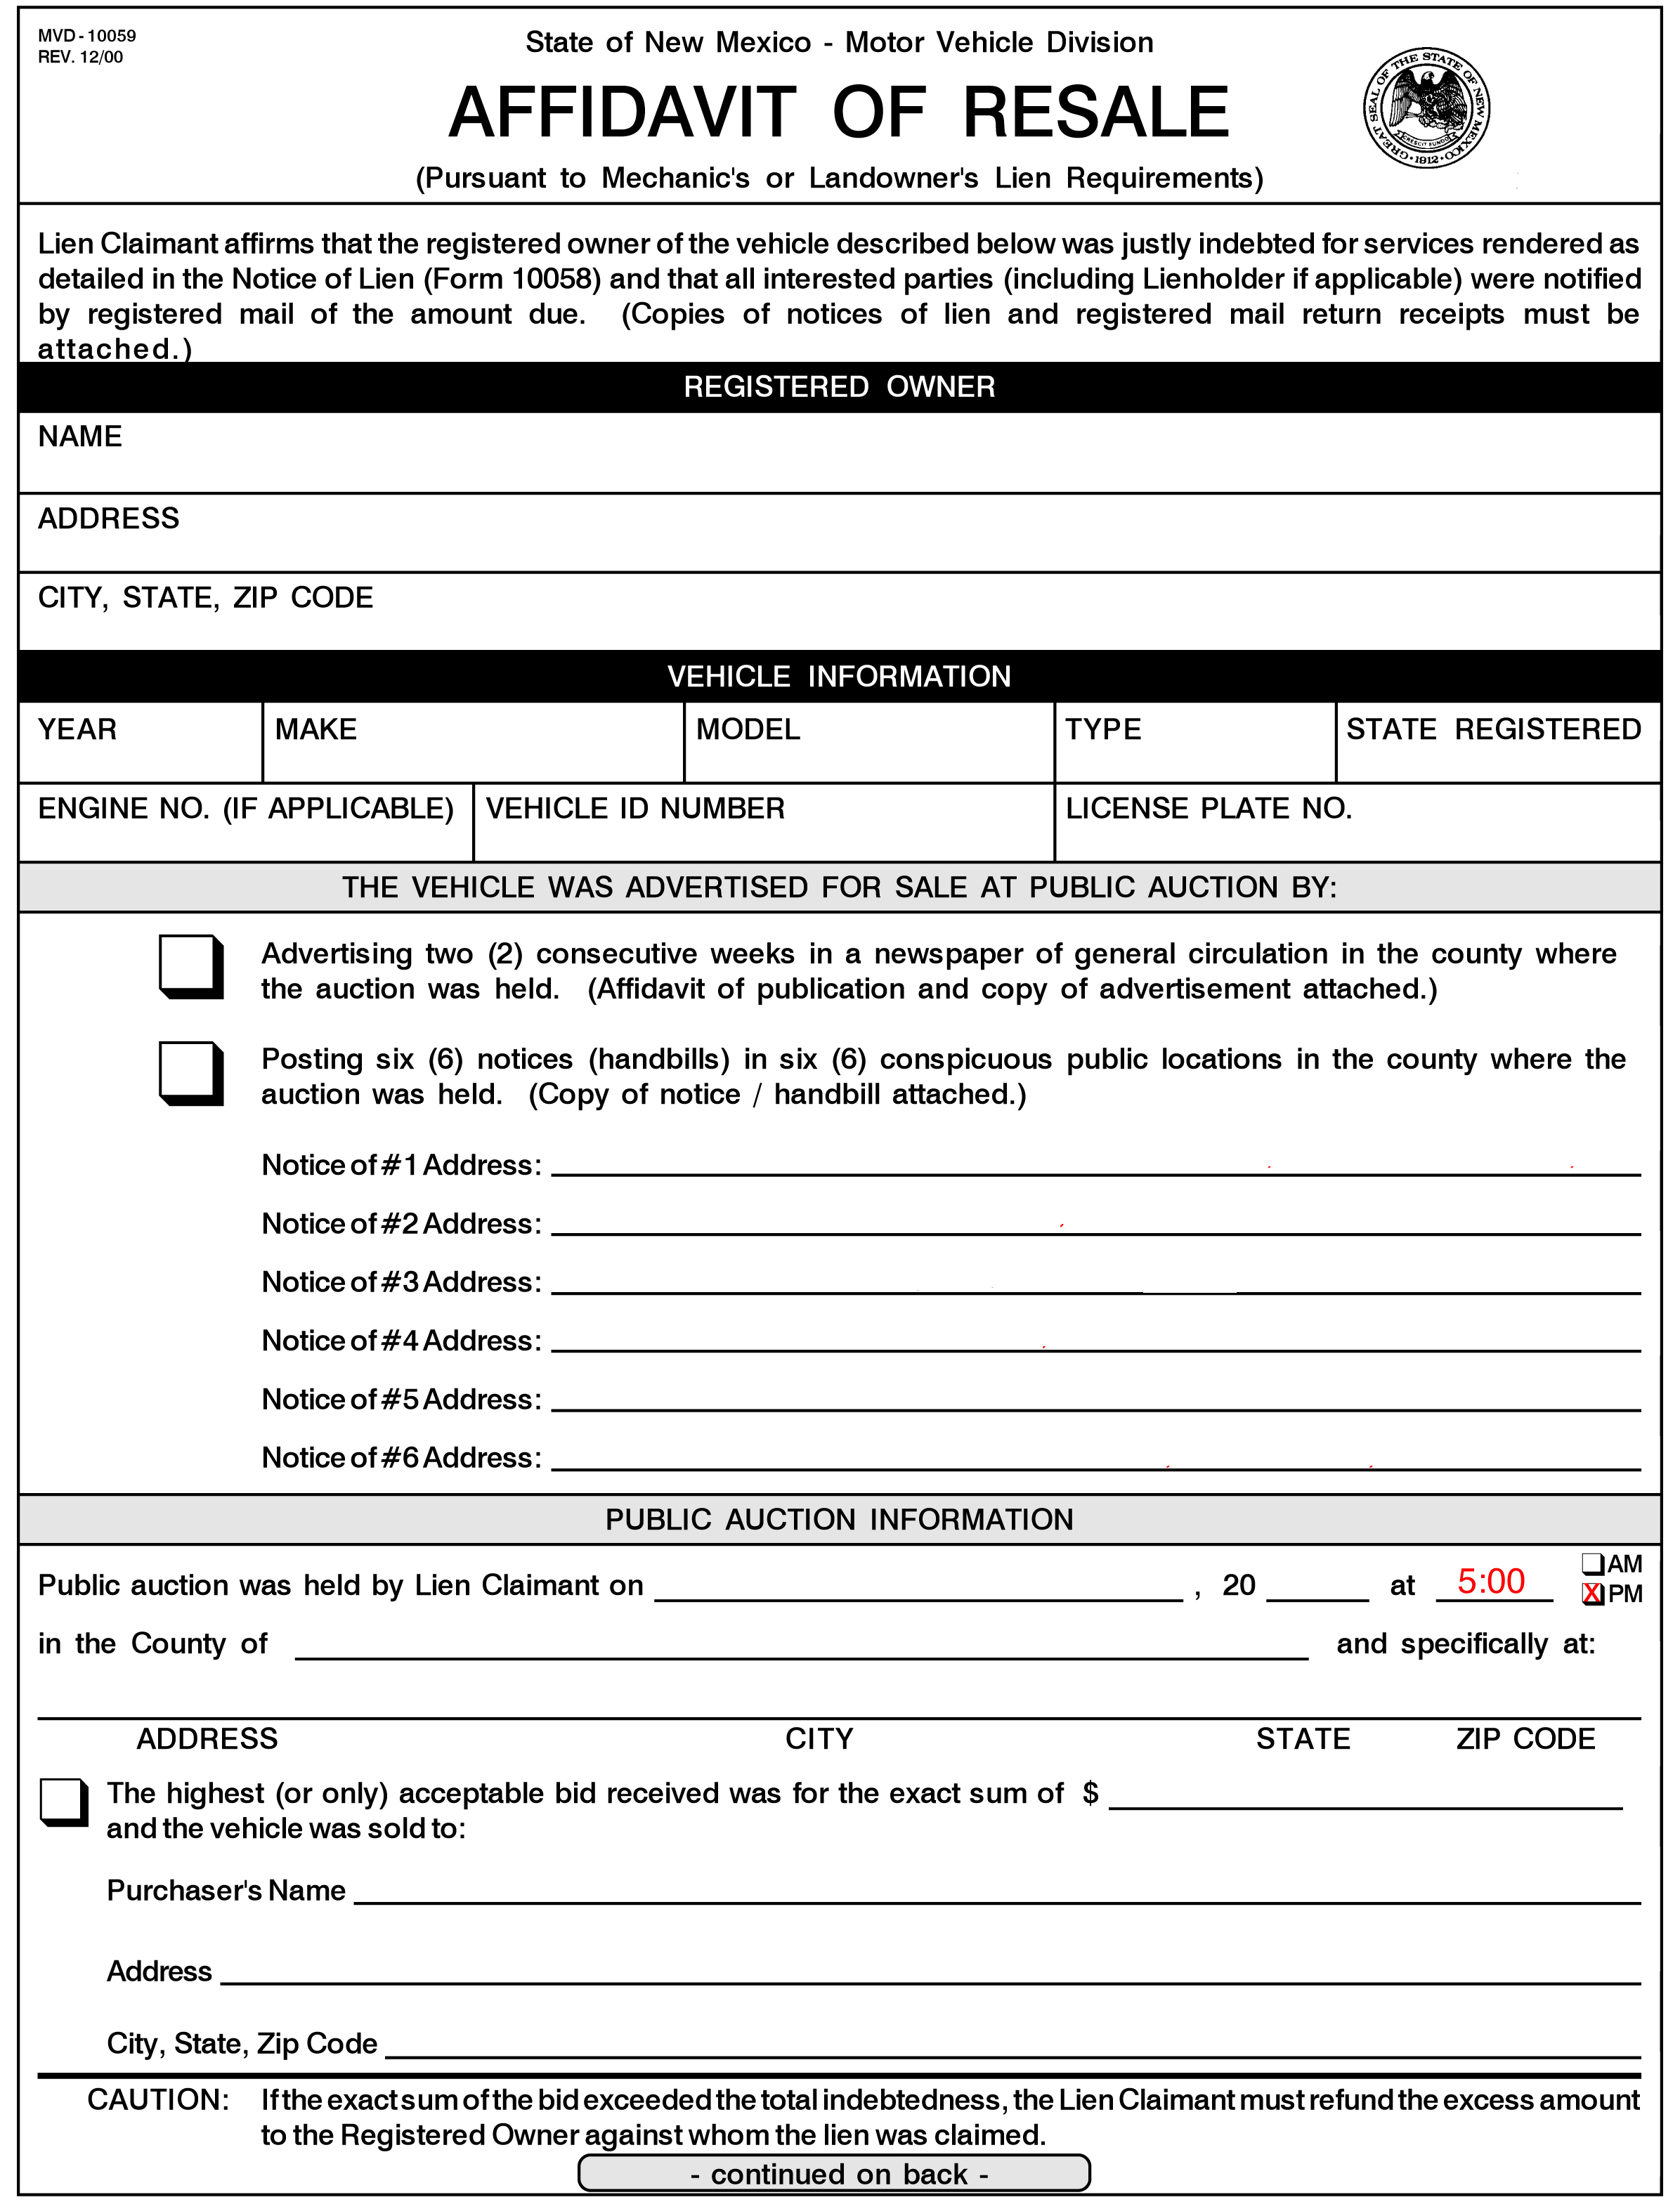 MVD - 10059
REV. 12/00
State of New Mexico - Motor Vehicle Division
AFFIDAVIT OF RESALE
(Pursuant to Mechanic's or Landowner's Lien Requirements)
GREAT SEAL OF THE STATE OF NEW MEXICO
1912
Lien Claimant affirms that the registered owner of the vehicle described below was justly indebted for services rendered as
detailed in the Notice of Lien (Form 10058) and that all interested parties (including Lienholder if applicable) were notified
by registered mail of the amount due. (Copies of notices of lien and registered mail return receipts must be
attached.)
REGISTERED OWNER
NAME
ADDRESS
CITY, STATE, ZIP CODE
VEHICLE INFORMATION
YEAR MAKE MODEL TYPE STATE REGISTERED
ENGINE NO. (IF APPLICABLE) VEHICLE ID NUMBER LICENSE PLATE NO.
THE VEHICLE WAS ADVERTISED FOR SALE AT PUBLIC AUCTION BY:
Advertising two (2) consecutive weeks in a newspaper of general circulation in the county where
the auction was held. (Affidavit of publication and copy of advertisement attached.)
Posting six (6) notices (handbills) in six (6) conspicuous public locations in the county where the
auction was held. (Copy of notice / handbill attached.)
Notice of #1 Address:
Notice of #2 Address:
Notice of #3 Address:
Notice of #4 Address:
Notice of #5 Address:
Notice of #6 Address:
PUBLIC AUCTION INFORMATION
Public auction was held by Lien Claimant on , 20 at 5:00 AM
X PM
in the County of and specifically at:
ADDRESS CITY STATE ZIP CODE
The highest (or only) acceptable bid received was for the exact sum of $
and the vehicle was sold to:
Purchaser's Name
Address
City, State, Zip Code
CAUTION: If the exact sum of the bid exceeded the total indebtedness, the Lien Claimant must refund the excess amount
to the Registered Owner against whom the lien was claimed.
- continued on back -